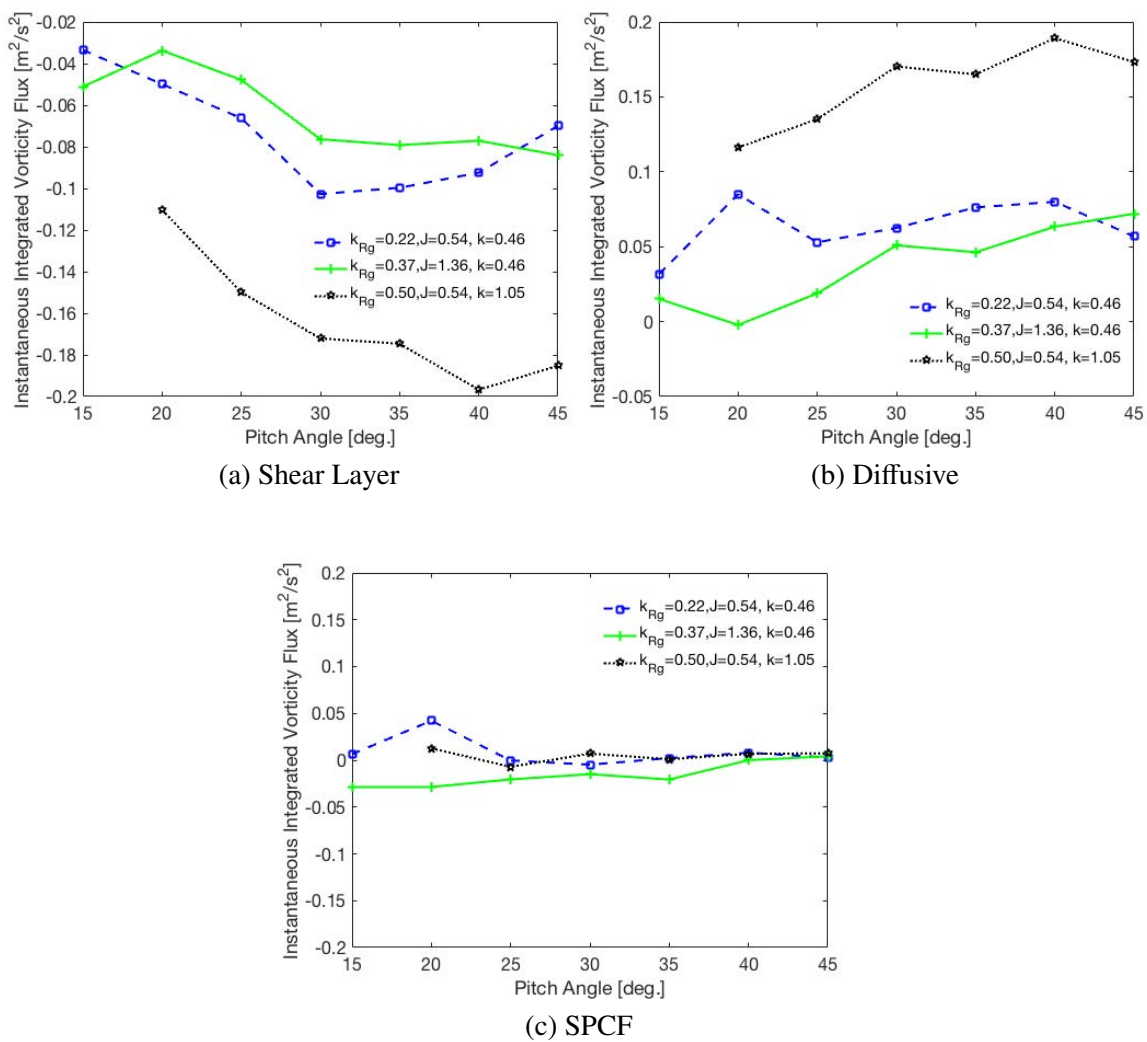 -0.02
-0.04
-0.06
-0.08
-0.1
-0.12
-0.14
-0.16
-0.18
-0.2
Instantaneous Integrated Vorticity Flux [m²/s²]
k_Rg=0.22,J=0.54, k=0.46
k_Rg=0.37,J=1.36, k=0.46
k_Rg=0.50,J=0.54, k=1.05
15 20 25 30 35 40 45
Pitch Angle [deg.]
(a) Shear Layer
0.2
0.15
0.1
0.05
0
-0.05
Instantaneous Integrated Vorticity Flux [m²/s²]
k_Rg=0.22,J=0.54, k=0.46
k_Rg=0.37,J=1.36, k=0.46
k_Rg=0.50,J=0.54, k=1.05
15 20 25 30 35 40 45
Pitch Angle [deg.]
(b) Diffusive
0.2
0.15
0.1
0.05
0
-0.05
-0.1
-0.15
-0.2
Instantaneous Integrated Vorticity Flux [m²/s²]
k_Rg=0.22,J=0.54, k=0.46
k_Rg=0.37,J=1.36, k=0.46
k_Rg=0.50,J=0.54, k=1.05
15 20 25 30 35 40 45
Pitch Angle [deg.]
(c) SPCF